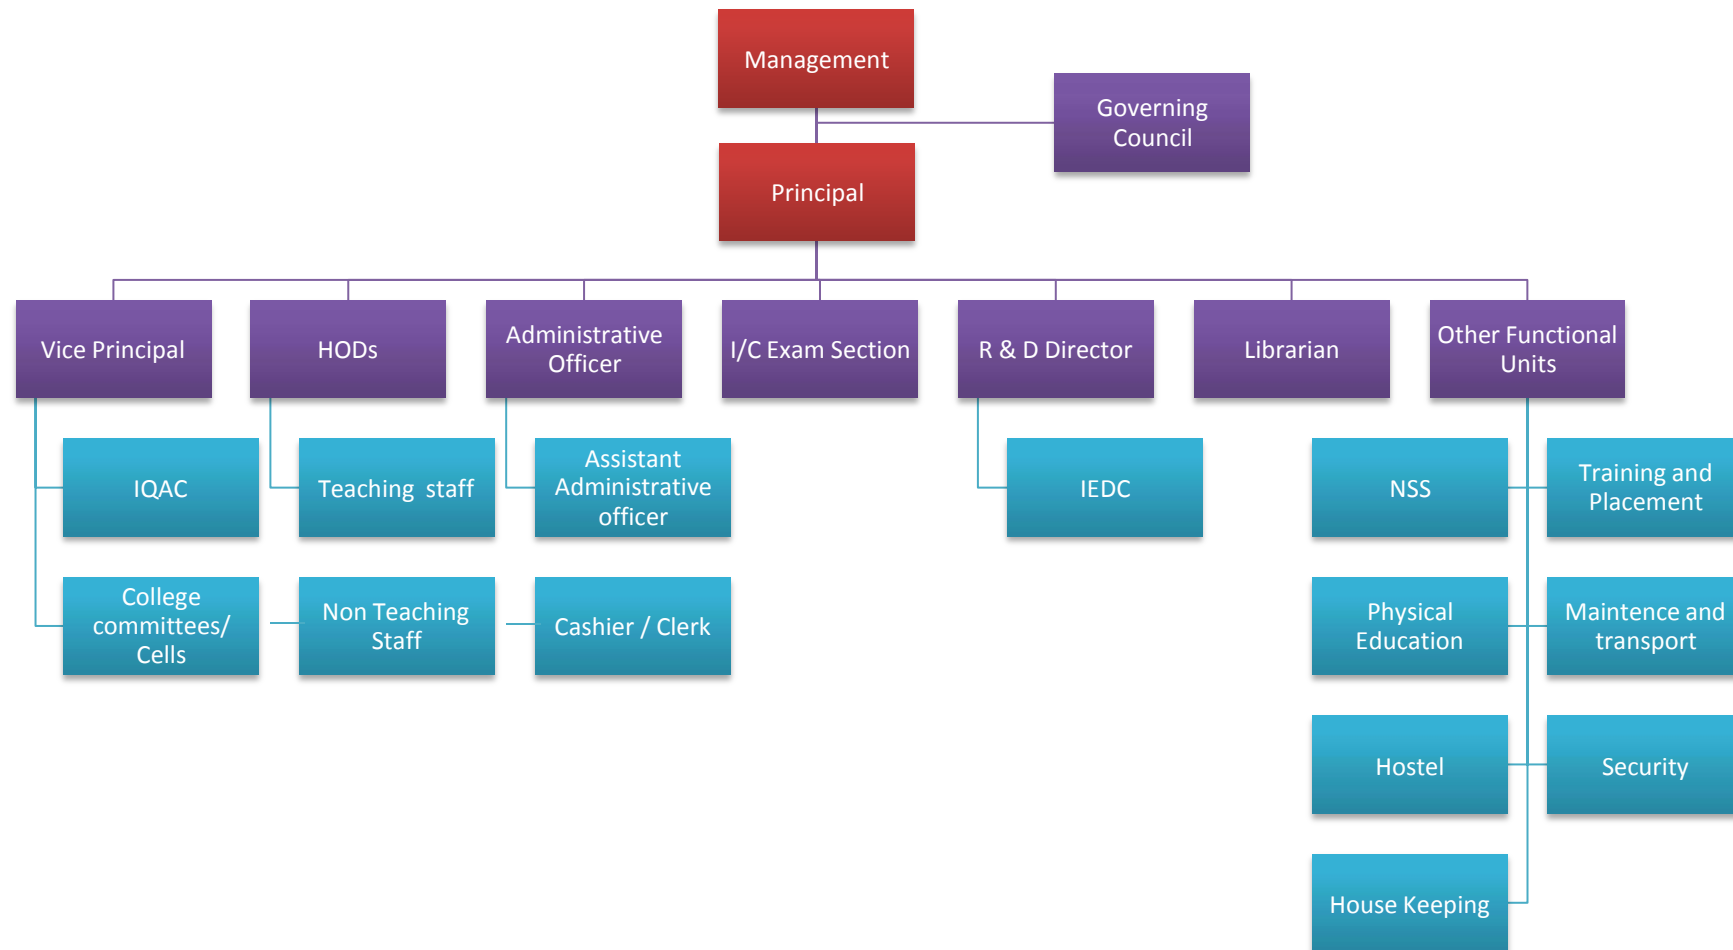 Management
Governing
Council
Principal
Vice Principal
HODs
Administrative
Officer
I/C Exam Section
R & D Director
Librarian
Other Functional
Units
IQAC
Teaching  staff
Assistant
Administrative
officer
IEDC
NSS
Training and
Placement
College
committees/
Cells
Non Teaching
Staff
Cashier / Clerk
Physical
Education
Maintence and
transport
Hostel
Security
House Keeping